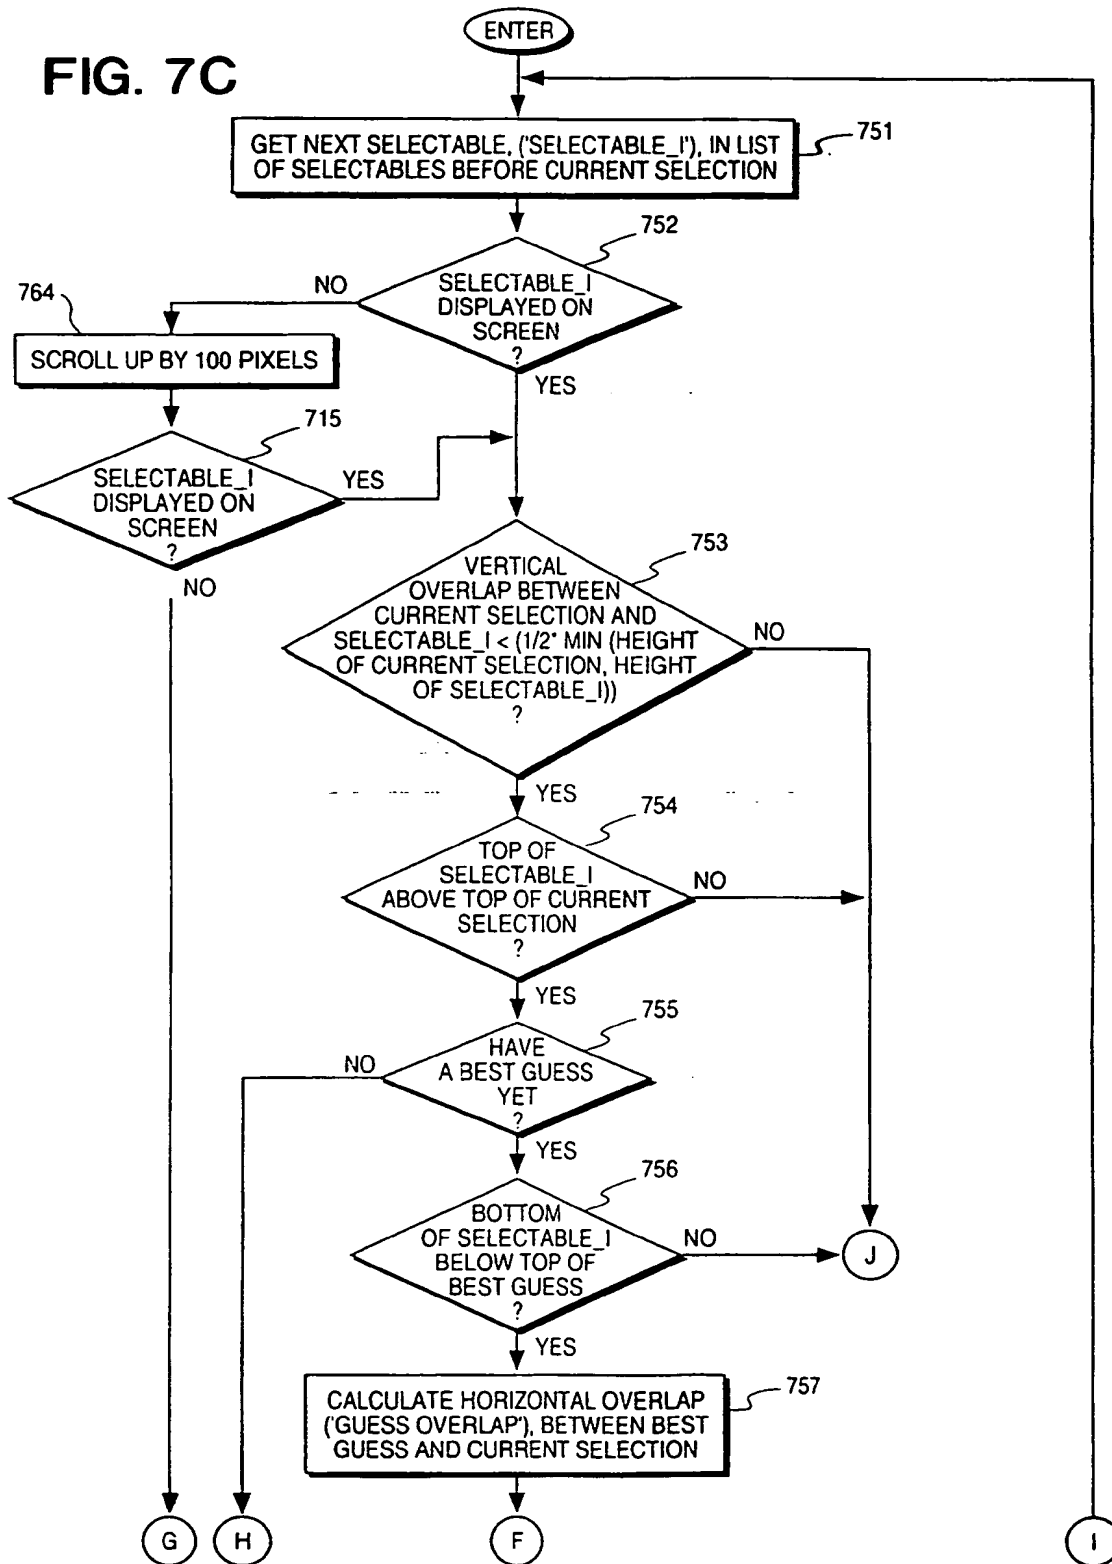 ENTER
FIG. 7C
GET NEXT SELECTABLE, ('SELECTABLE_I'), IN LIST
OF SELECTABLES BEFORE CURRENT SELECTION
751
752
SELECTABLE_I
DISPLAYED ON
SCREEN
?
NO
YES
764
SCROLL UP BY 100 PIXELS
715
SELECTABLE_I
DISPLAYED ON
SCREEN
?
YES
NO
753
VERTICAL
OVERLAP BETWEEN
CURRENT SELECTION AND
SELECTABLE_I < (1/2* MIN (HEIGHT
OF CURRENT SELECTION, HEIGHT
OF SELECTABLE_I))
?
NO
YES
754
TOP OF
SELECTABLE_I
ABOVE TOP OF CURRENT
SELECTION
?
NO
YES
755
HAVE
A BEST GUESS
YET
?
NO
YES
756
BOTTOM
OF SELECTABLE_I
BELOW TOP OF
BEST GUESS
?
NO
J
YES
757
CALCULATE HORIZONTAL OVERLAP
('GUESS OVERLAP'), BETWEEN BEST
GUESS AND CURRENT SELECTION
G
H
F
I